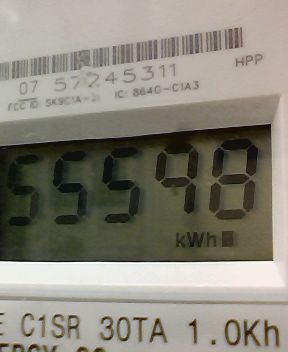 HPP
07 57245311
FCC ID: SK9C1A-2 IC: 864G-C1A3
55598
kWh
E C1SR 30TA 1.0Kh